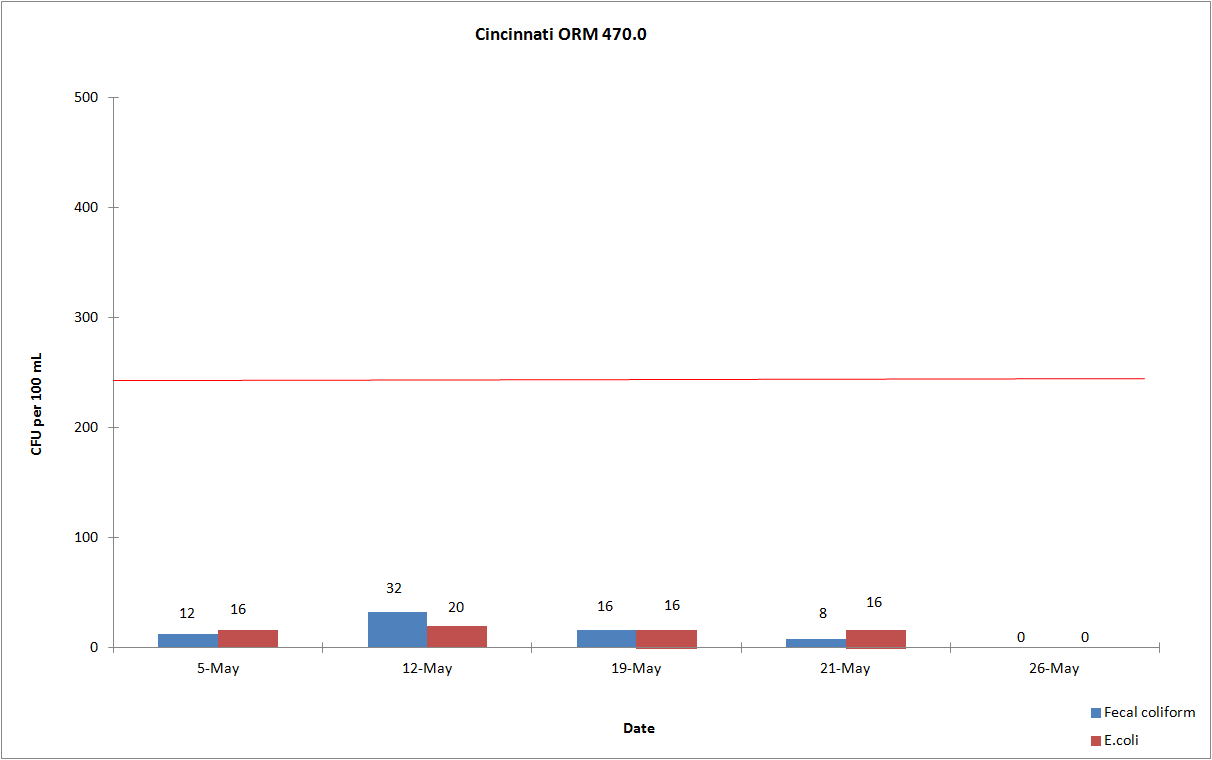 Cincinnati ORM 470.0
CFU per 100 mL
500
400
300
200
100
0
12
16
32
20
16
16
8
16
0
0
5-May
12-May
19-May
21-May
26-May
Date
Fecal coliform
E.coli